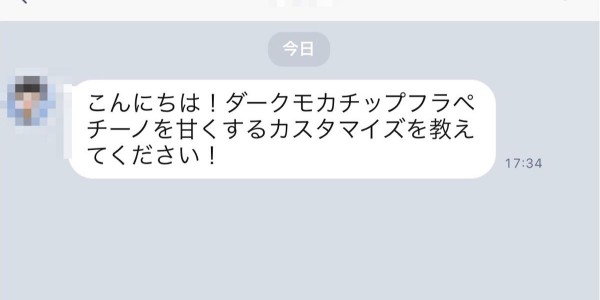 今日
こんにちは！ダークモカチップフラペ
チーノを甘くするカスタマイズを教え
てください！
17:34